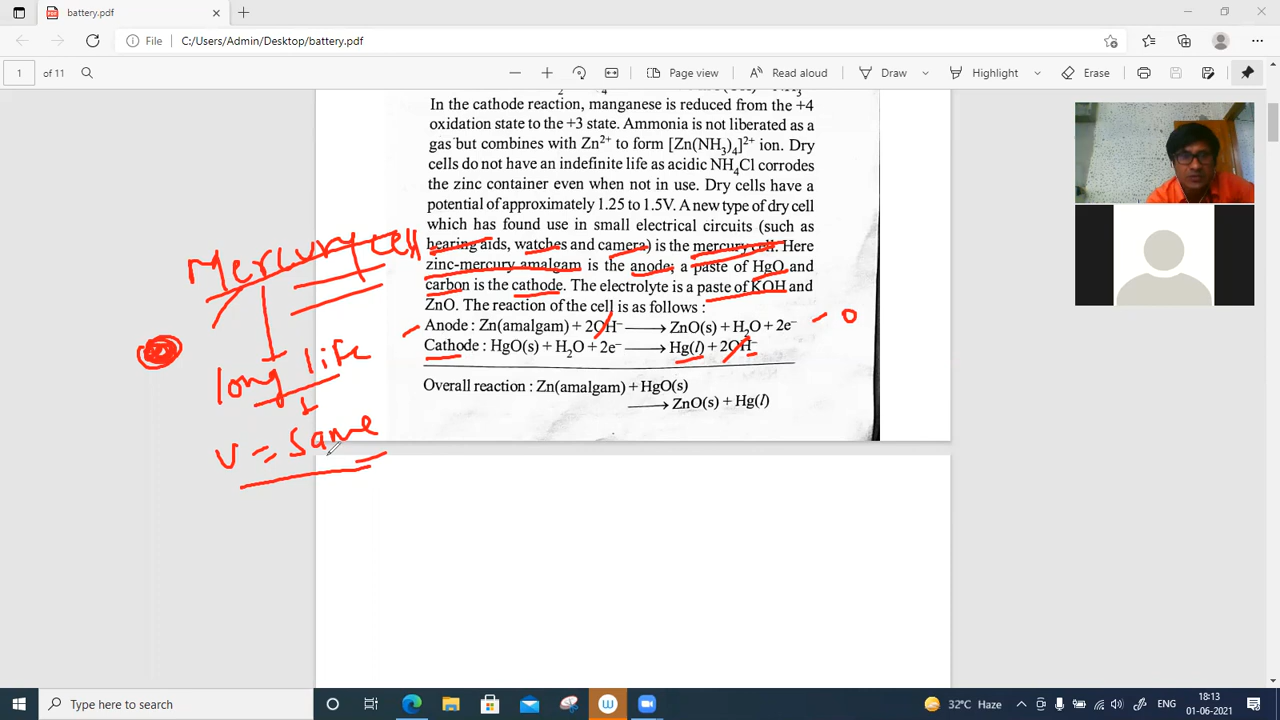 battery.pdf
File C:/Users/Admin/Desktop/battery.pdf
1 of 11 Page view Read aloud Draw Highlight Erase
In the cathode reaction, manganese is reduced from the +4
oxidation state to the +3 state. Ammonia is not liberated as a
gas but combines with Zn²⁺ to form [Zn(NH₃)₄]²⁺ ion. Dry
cells do not have an indefinite life as acidic NH₄Cl corrodes
the zinc container even when not in use. Dry cells have a
potential of approximately 1.25 to 1.5V. A new type of dry cell
which has found use in small electrical circuits (such as
hearing aids, watches and camera) is the mercury cell. Here
zinc-mercury amalgam is the anode; a paste of HgO and
carbon is the cathode. The electrolyte is a paste of KOH and
ZnO. The reaction of the cell is as follows :
Anode : Zn(amalgam) + 2OH⁻ ⟶ ZnO(s) + H₂O + 2e⁻ – 0
Cathode : HgO(s) + H₂O + 2e⁻ ⟶ Hg(l) + 2OH⁻
Overall reaction : Zn(amalgam) + HgO(s)
⟶ ZnO(s) + Hg(l)
Mercury cell
long life
V = Same
Type here to search
W
32°C Haze ENG 18:13
01-06-2021